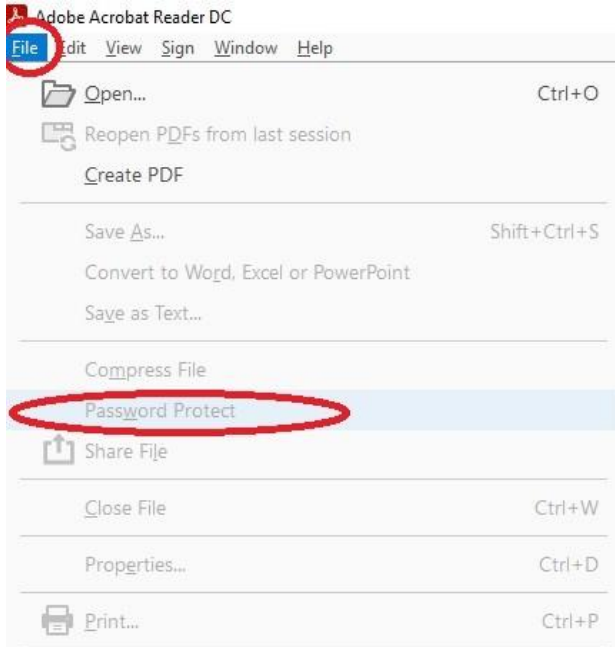 Adobe Acrobat Reader DC
File Edit View Sign Window Help
Open... Ctrl+O
Reopen PDFs from last session
Create PDF
Save As... Shift+Ctrl+S
Convert to Word, Excel or PowerPoint
Save as Text...
Compress File
Password Protect
Share File
Close File Ctrl+W
Properties... Ctrl+D
Print... Ctrl+P